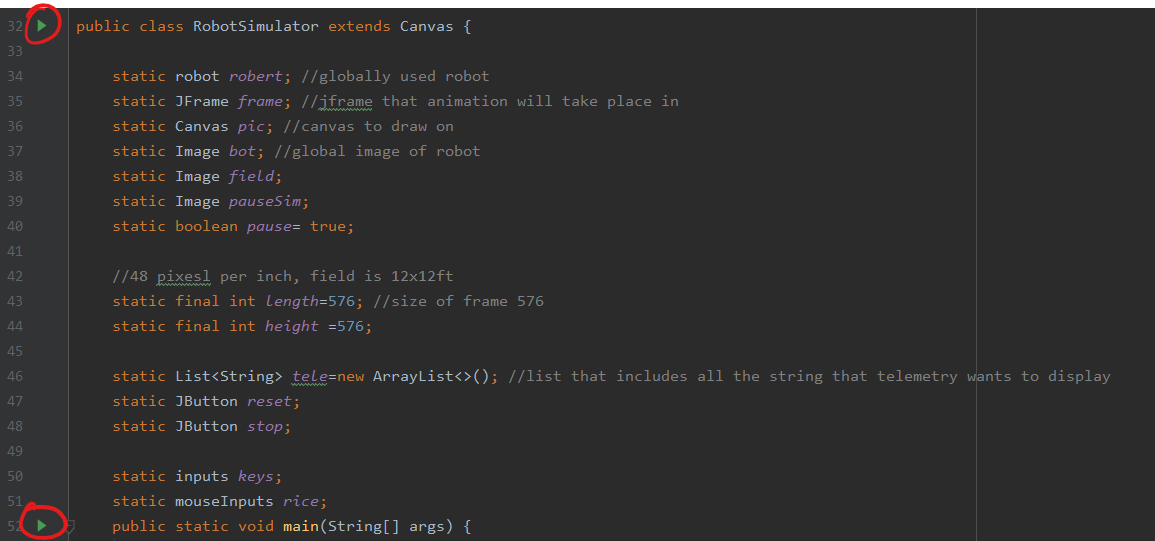 32 public class RobotSimulator extends Canvas {
33
34 static robot robert; //globally used robot
35 static JFrame frame; //jframe that animation will take place in
36 static Canvas pic; //canvas to draw on
37 static Image bot; //global image of robot
38 static Image field;
39 static Image pauseSim;
40 static boolean pause= true;
41
42 //48 pixesl per inch, field is 12x12ft
43 static final int length=576; //size of frame 576
44 static final int height =576;
45
46 static List<String> tele=new ArrayList<>(); //list that includes all the string that telemetry wants to display
47 static JButton reset;
48 static JButton stop;
49
50 static inputs keys;
51 static mouseInputs rice;
52 public static void main(String[] args) {